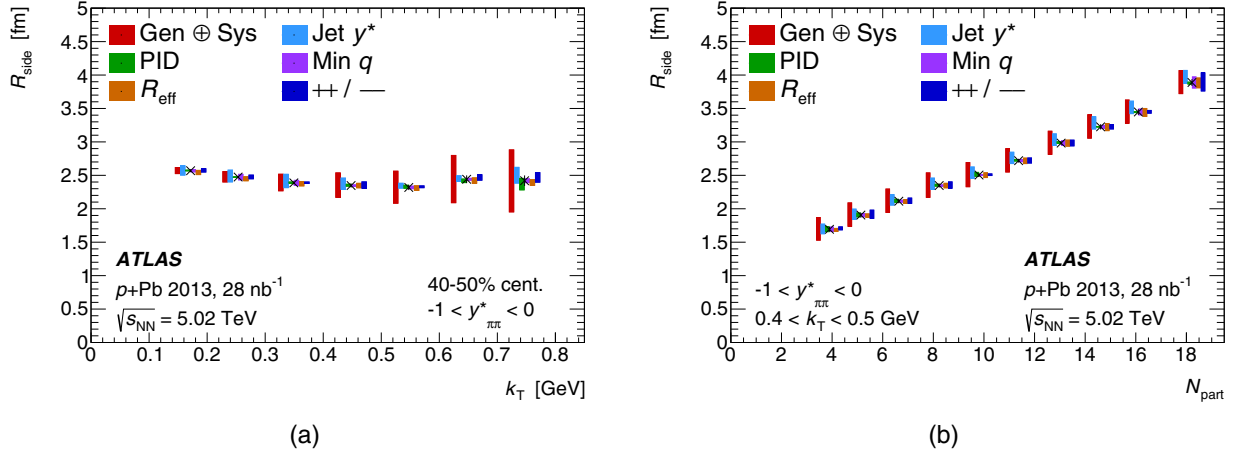 R_side [fm]
5
4.5
4
3.5
3
2.5
2
1.5
1
0.5
0
Gen ⊕ Sys
PID
R_eff
Jet y*
Min q
++ / −−
ATLAS
p+Pb 2013, 28 nb⁻¹
√s_NN = 5.02 TeV
40-50% cent.
-1 < y*_ππ < 0
0 0.1 0.2 0.3 0.4 0.5 0.6 0.7 0.8
k_T [GeV]
(a)
R_side [fm]
5
4.5
4
3.5
3
2.5
2
1.5
1
0.5
0
Gen ⊕ Sys
PID
R_eff
Jet y*
Min q
++ / −−
-1 < y*_ππ < 0
0.4 < k_T < 0.5 GeV
ATLAS
p+Pb 2013, 28 nb⁻¹
√s_NN = 5.02 TeV
0 2 4 6 8 10 12 14 16 18
N_part
(b)